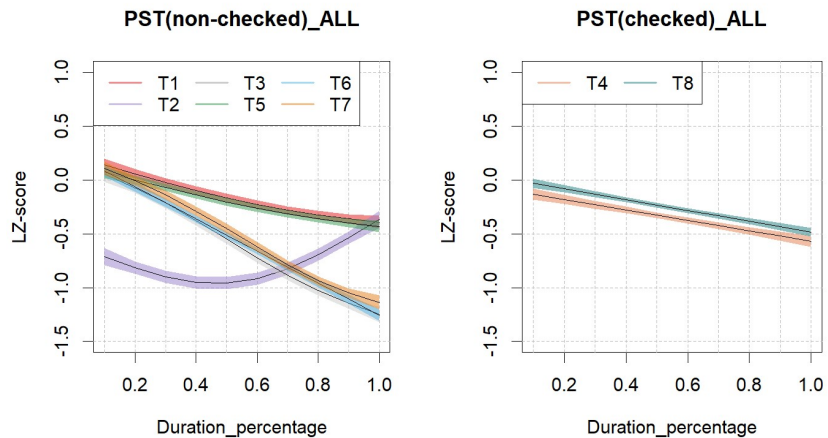 PST(non-checked)_ALL
T1 T3 T6
T2 T5 T7
1.0
0.5
0.0
-0.5
-1.0
-1.5
LZ-score
0.2 0.4 0.6 0.8 1.0
Duration_percentage
PST(checked)_ALL
T4 T8
1.0
0.5
0.0
-0.5
-1.0
-1.5
LZ-score
0.2 0.4 0.6 0.8 1.0
Duration_percentage